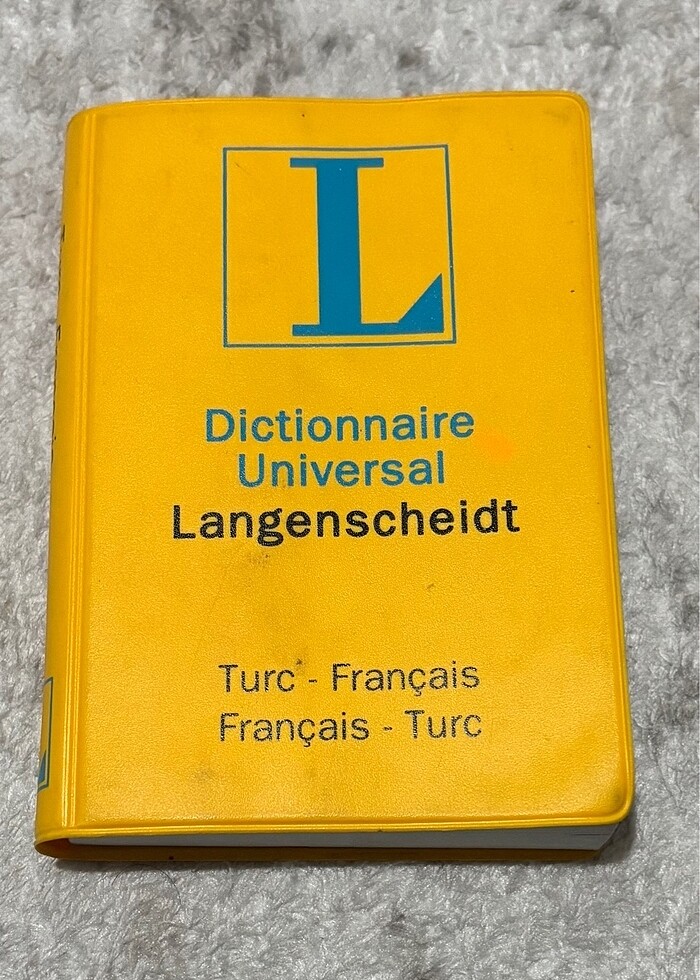 L
Dictionnaire
Universal
Langenscheidt
Turc - Français
Français - Turc